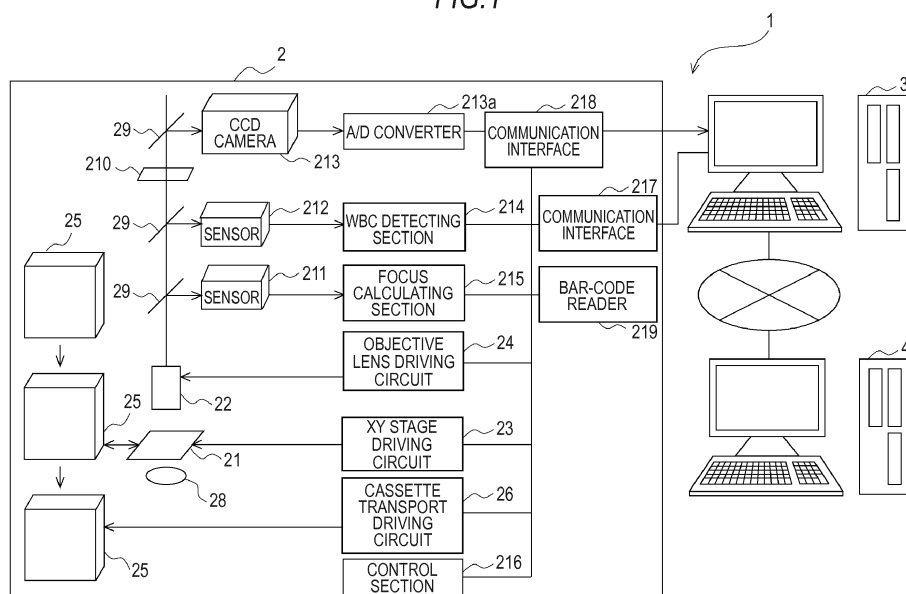 FIG.1
1
2
3
213a
218
29
CCD
CAMERA
A/D CONVERTER
COMMUNICATION
INTERFACE
213
210
217
25
29
212
214
SENSOR
WBC DETECTING
SECTION
COMMUNICATION
INTERFACE
29
211
215
SENSOR
FOCUS
CALCULATING
SECTION
BAR-CODE
READER
219
24
OBJECTIVE
LENS DRIVING
CIRCUIT
4
25
22
23
XY STAGE
DRIVING
CIRCUIT
21
28
26
CASSETTE
TRANSPORT
DRIVING
CIRCUIT
25
216
CONTROL
SECTION